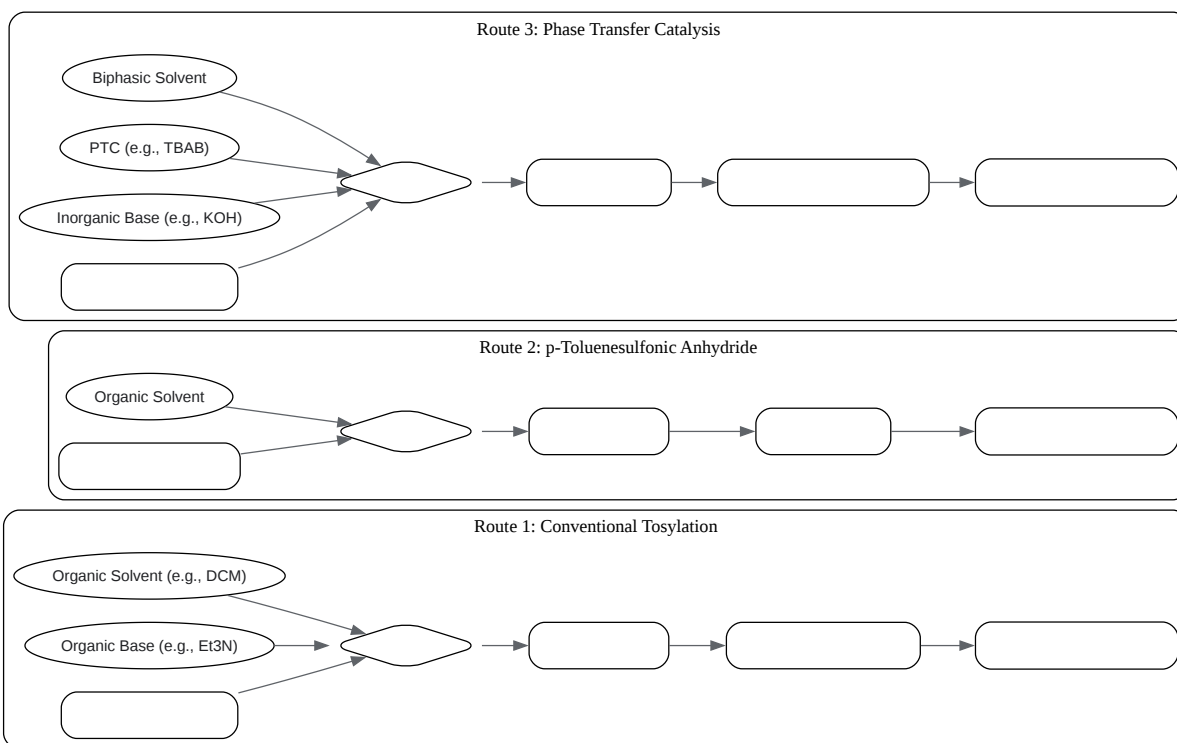 Route 3: Phase Transfer Catalysis
Biphasic Solvent
PTC (e.g., TBAB)
Inorganic Base (e.g., KOH)
Route 2: p-Toluenesulfonic Anhydride
Organic Solvent
Route 1: Conventional Tosylation
Organic Solvent (e.g., DCM)
Organic Base (e.g., Et3N)